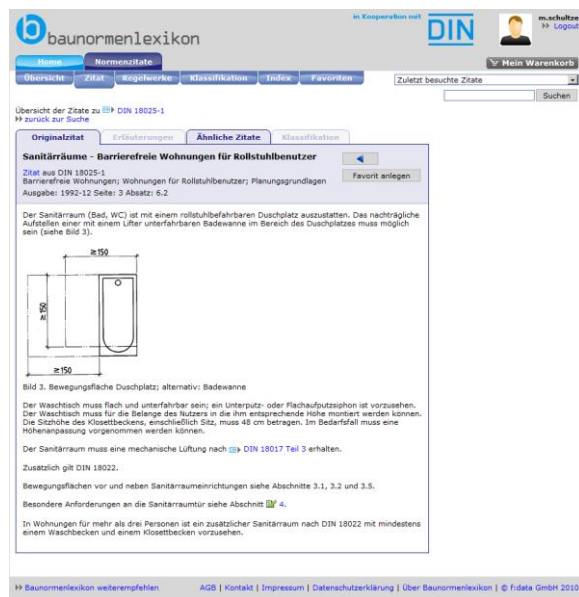 in Kooperation mit
DIN
m.schultze
Logout
baunormenlexikon
Home Normenzitate
Mein Warenkorb
Übersicht Zitat Regelwerke Klassifikation Index Favoriten
Zuletzt besuchte Zitate
Suchen
Übersicht der Zitate zu DIN 18025-1
zurück zur Suche
Originalzitat Erläuterungen Ähnliche Zitate Klassifikation
Sanitärräume - Barrierefreie Wohnungen für Rollstuhlbenutzer
Zitat aus DIN 18025-1
Barrierefreie Wohnungen; Wohnungen für Rollstuhlbenutzer; Planungsgrundlagen
Favorit anlegen
Ausgabe: 1992-12 Seite: 3 Absatz: 6.2
Der Sanitärraum (Bad, WC) ist mit einem rollstuhlbefahrbaren Duschplatz auszustatten. Das nachträgliche
Aufstellen einer mit einem Lifter unterfahrbaren Badewanne im Bereich des Duschplatzes muss möglich
sein (siehe Bild 3).
≥150
≥150
≥150
Bild 3. Bewegungsfläche Duschplatz; alternativ: Badewanne
Der Waschtisch muss flach und unterfahrbar sein; ein Unterputz- oder Flachaufputzsiphon ist vorzusehen.
Der Waschtisch muss für die Belange des Nutzers in die ihm entsprechende Höhe montiert werden können.
Die Sitzhöhe des Klosettbeckens, einschließlich Sitz, muss 48 cm betragen. Im Bedarfsfall muss eine
Höhenanpassung vorgenommen werden können.
Der Sanitärraum muss eine mechanische Lüftung nach DIN 18017 Teil 3 erhalten.
Zusätzlich gilt DIN 18022.
Bewegungsflächen vor und neben Sanitärraumeinrichtungen siehe Abschnitte 3.1, 3.2 und 3.5.
Besondere Anforderungen an die Sanitärraumtür siehe Abschnitt 4.
In Wohnungen für mehr als drei Personen ist ein zusätzlicher Sanitärraum nach DIN 18022 mit mindestens
einem Waschbecken und einem Klosettbecken vorzusehen.
Baunormenlexikon weiterempfehlen AGB | Kontakt | Impressum | Datenschutzerklärung | Über Baunormenlexikon | © f:data GmbH 2010